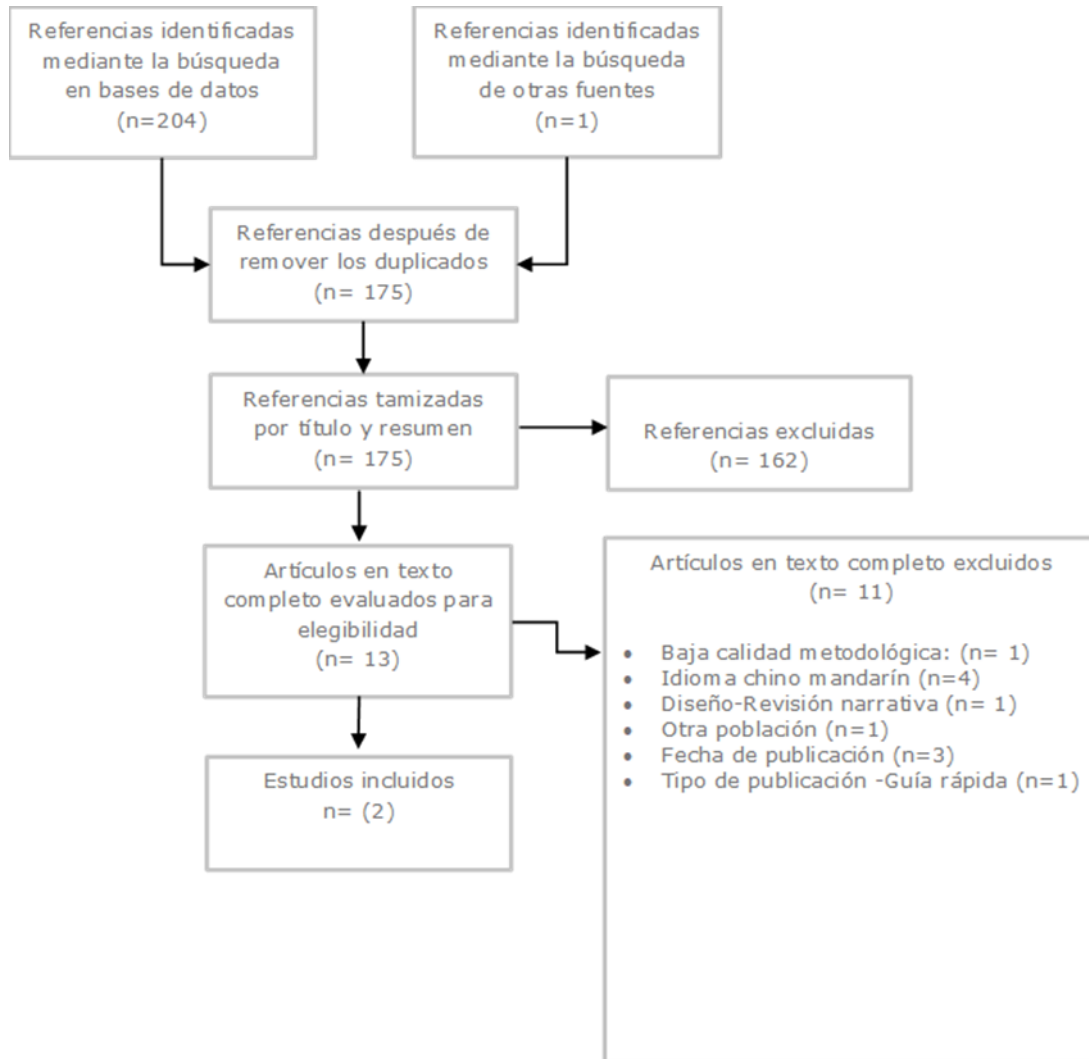 Referencias identificadas
mediante la búsqueda
en bases de datos
(n=204)
Referencias identificadas
mediante la búsqueda
de otras fuentes
(n=1)
Referencias después de
remover los duplicados
(n= 175)
Referencias tamizadas
por título y resumen
(n= 175)
Referencias excluidas
(n= 162)
Artículos en texto
completo evaluados para
elegibilidad
(n= 13)
Artículos en texto completo excluidos
(n= 11)
• Baja calidad metodológica: (n= 1)
• Idioma chino mandarín (n=4)
• Diseño-Revisión narrativa (n= 1)
• Otra población (n=1)
• Fecha de publicación (n=3)
• Tipo de publicación -Guía rápida (n=1)
Estudios incluidos
n= (2)